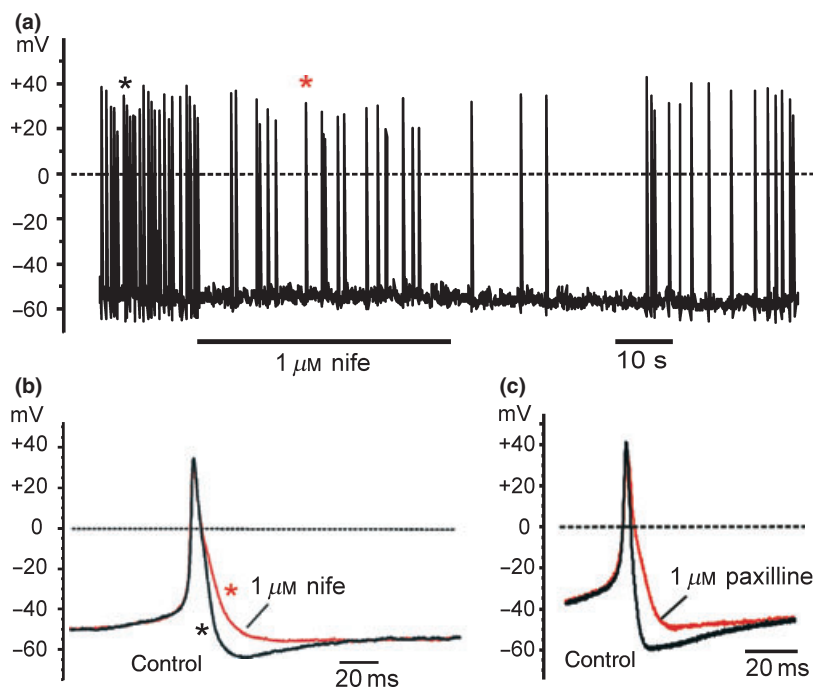 (a)
mV
+40
*
*
+20
0
−20
−40
−60
1 μM nife
10 s
(b)
mV
+40
+20
0
−20
*
1 μM nife
−40
*
−60
Control
20 ms
(c)
mV
+40
+20
0
−20
1 μM paxilline
−40
−60
Control
20 ms